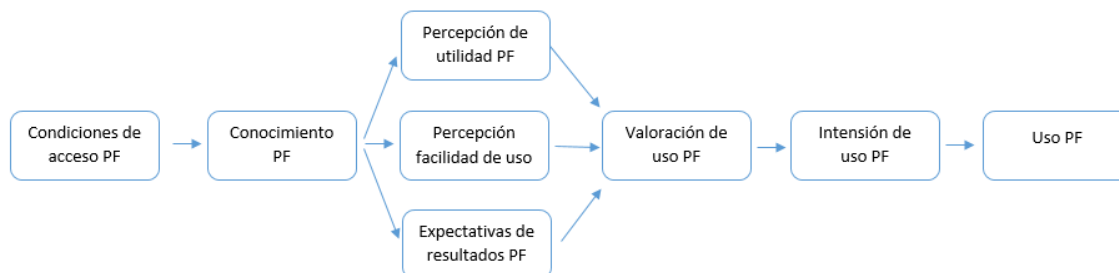 Condiciones de
acceso PF
Conocimiento
PF
Percepción de
utilidad PF
Percepción
facilidad de uso
Expectativas de
resultados PF
Valoración de
uso PF
Intensión de
uso PF
Uso PF